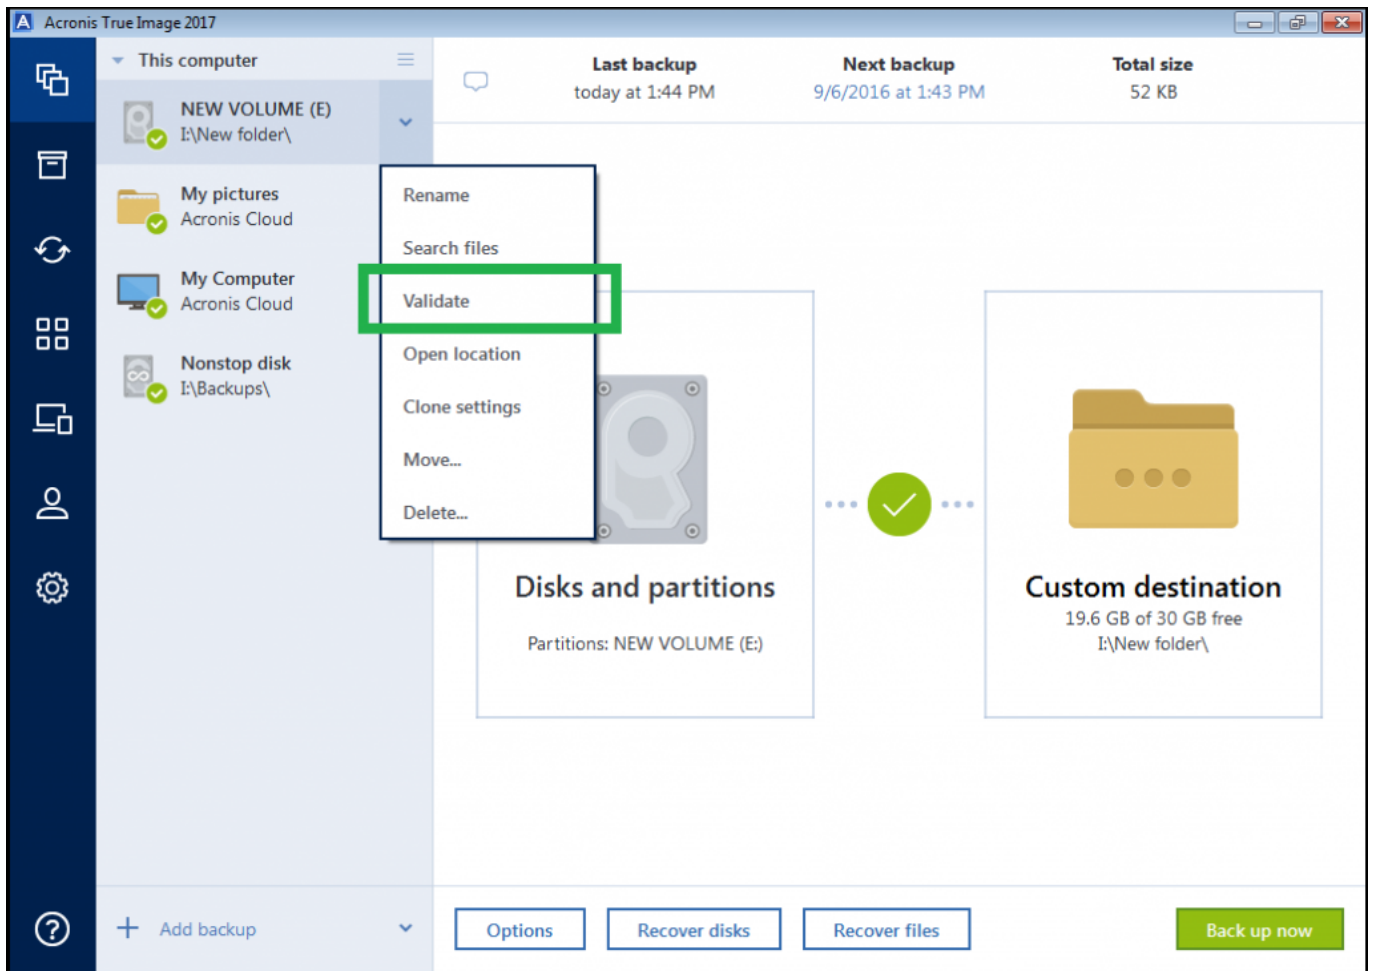 Acronis True Image 2017
This computer
NEW VOLUME (E)
I:\New folder\
My pictures
Acronis Cloud
My Computer
Acronis Cloud
Nonstop disk
I:\Backups\
Add backup
Rename
Search files
Validate
Open location
Clone settings
Move...
Delete...
Last backup
today at 1:44 PM
Next backup
9/6/2016 at 1:43 PM
Total size
52 KB
Disks and partitions
Partitions: NEW VOLUME (E:)
Custom destination
19.6 GB of 30 GB free
I:\New folder\
Options
Recover disks
Recover files
Back up now